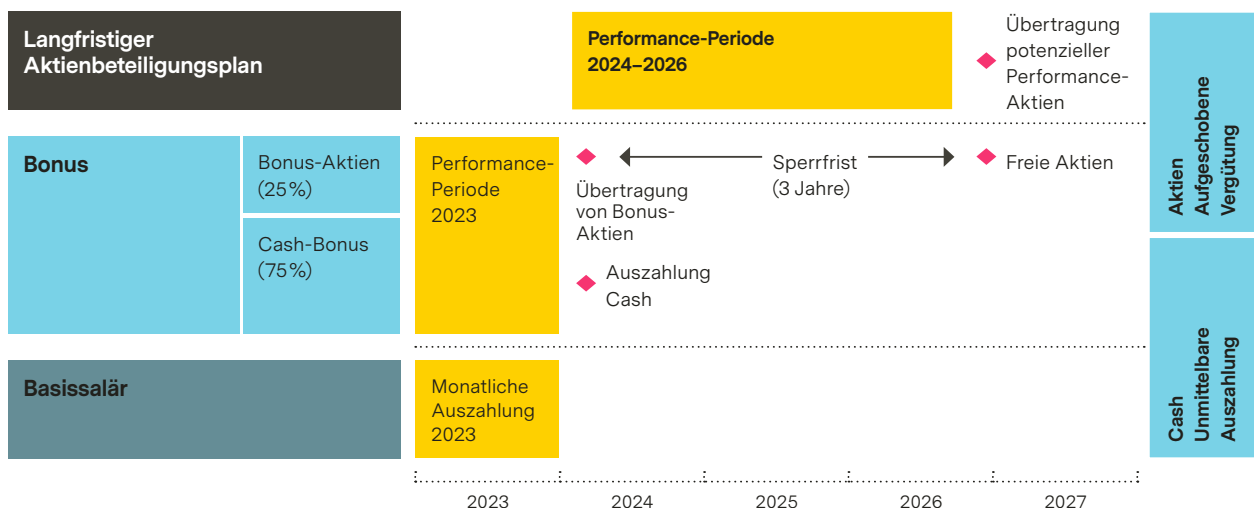 Langfristiger
Aktienbeteiligungsplan
Performance-Periode
2024–2026
Übertragung
potenzieller
Performance-
Aktien
Bonus
Bonus-Aktien
(25%)
Cash-Bonus
(75%)
Performance-
Periode
2023
Übertragung
von Bonus-
Aktien
Sperrfrist
(3 Jahre)
Freie Aktien
Auszahlung
Cash
Basissalär
Monatliche
Auszahlung
2023
Aktien
Aufgeschobene
Vergütung
Cash
Unmittelbare
Auszahlung
2023
2024
2025
2026
2027